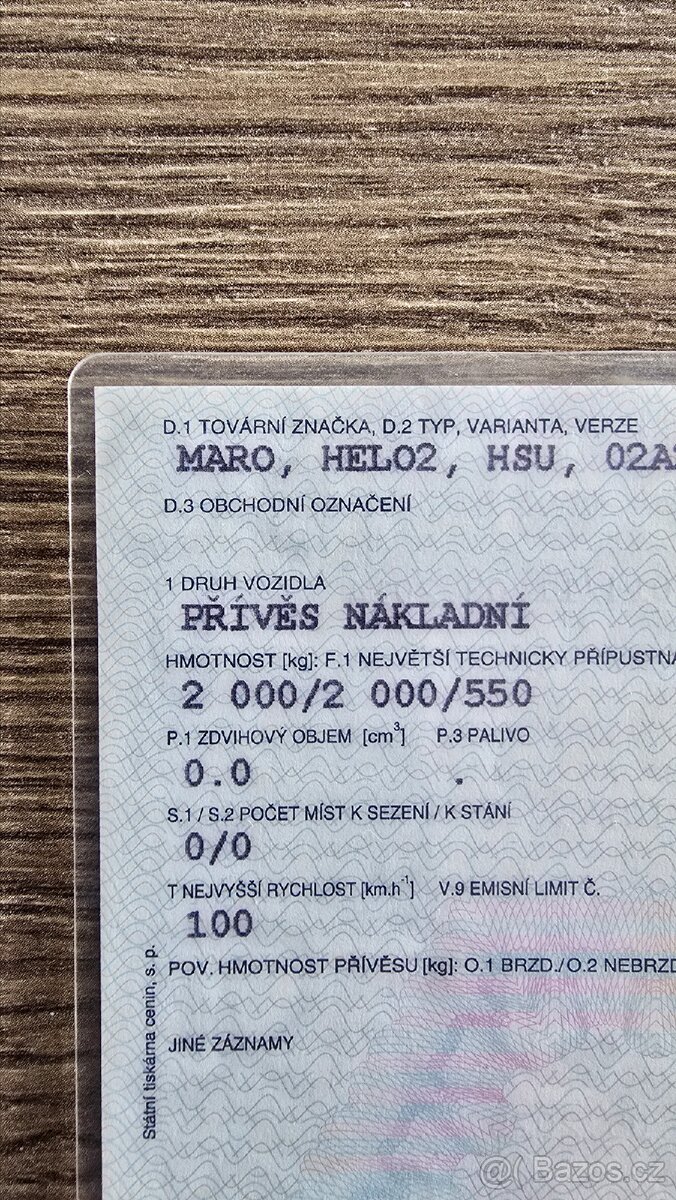 D.1 TOVÁRNÍ ZNAČKA, D.2 TYP, VARIANTA, VERZE
MARO, HELO2, HSU, 02A
D.3 OBCHODNÍ OZNAČENÍ
1 DRUH VOZIDLA
PŘÍVĚS NÁKLADNÍ
HMOTNOST [kg]: F.1 NEJVĚTŠÍ TECHNICKY PŘÍPUSTNÁ
2 000/2 000/550
P.1 ZDVIHOVÝ OBJEM [cm³] P.3 PALIVO
0.0 .
S.1 / S.2 POČET MÍST K SEZENÍ / K STÁNÍ
0/0
T NEJVYŠŠÍ RYCHLOST [km.h⁻¹] V.9 EMISNÍ LIMIT Č.
100
POV. HMOTNOST PŘÍVĚSU [kg]: O.1 BRZD./O.2 NEBRZD
JINÉ ZÁZNAMY
Státní tiskárna cenin, s. p.
@( Bazos.cz